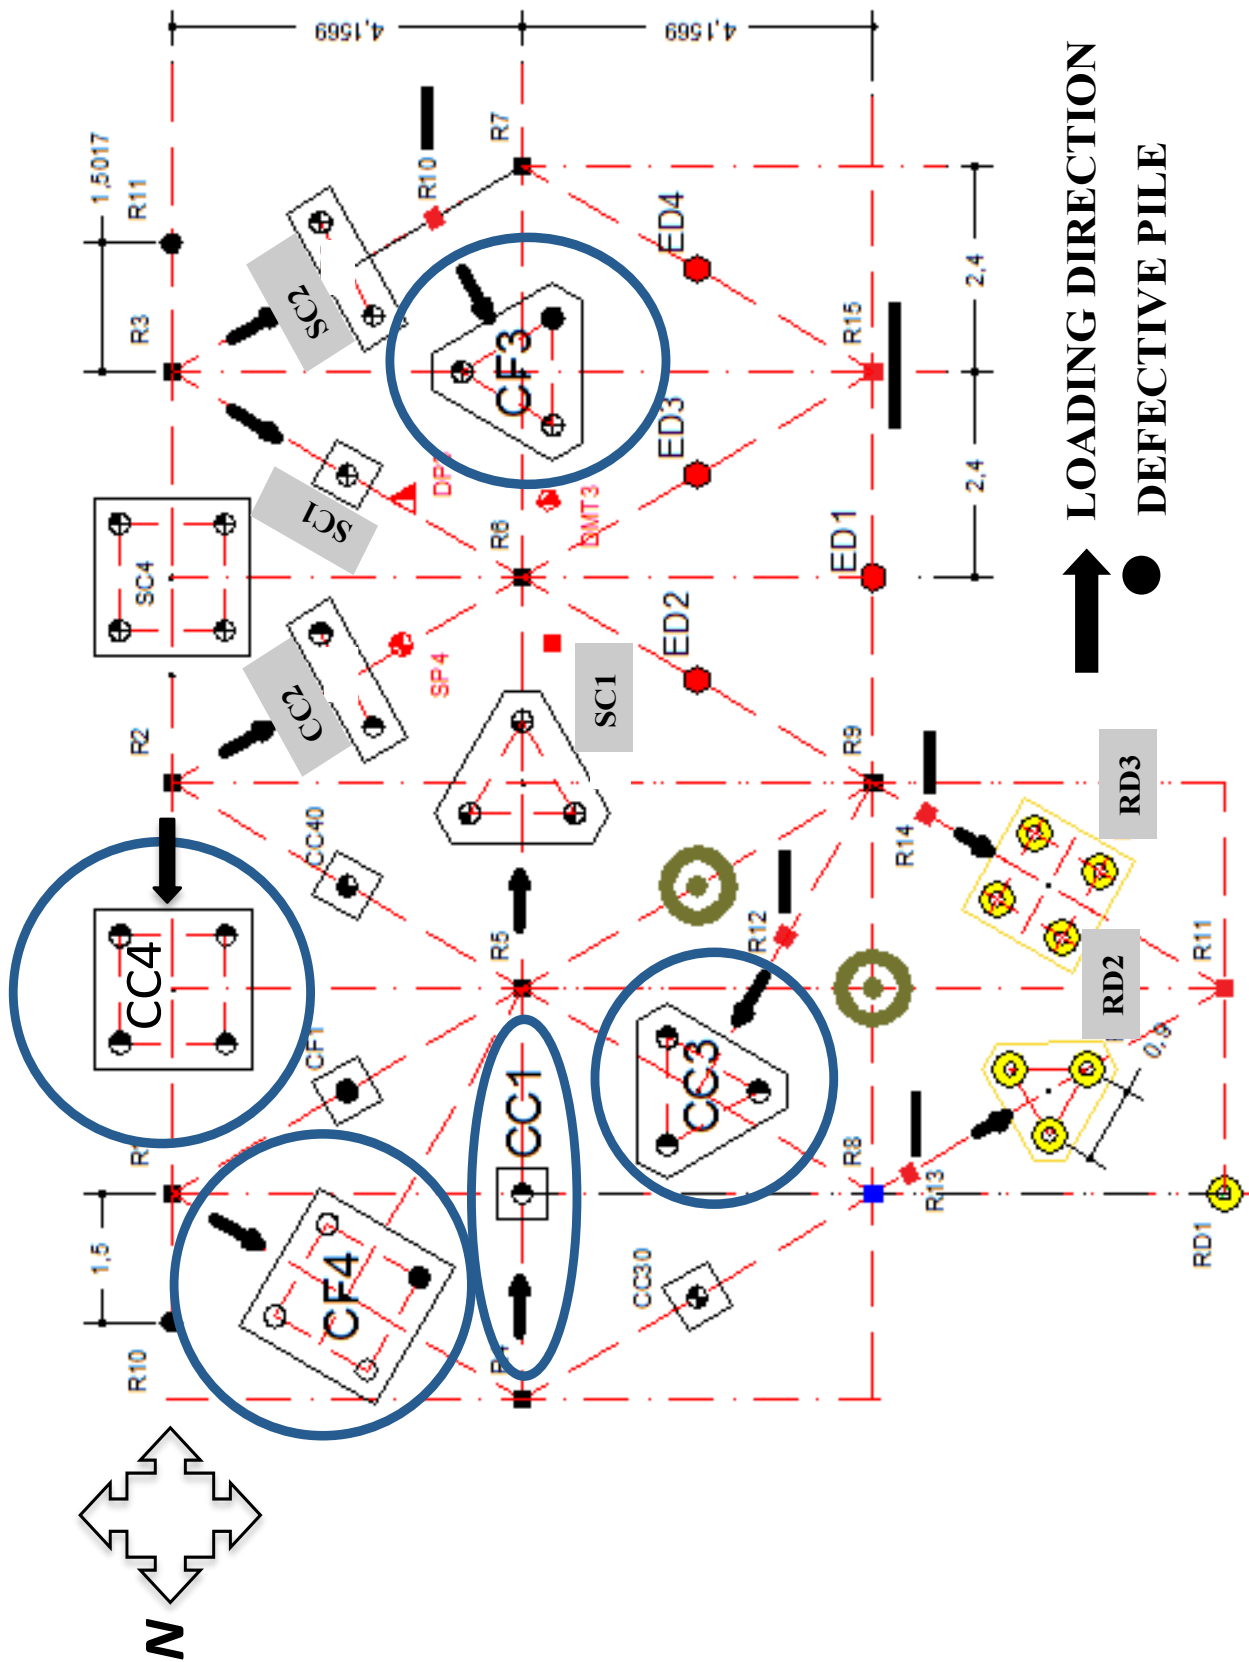 1,5
1,5017
N
R10
R2
R3
R11
CC4
SC4
CF1
CC40
CC2
SC1
SC2
CF4
4,1569
4,1569
SP4
R10
R5
R6
R7
CC1
CF3
DMT3
SC1
CC30
ED2
ED3
ED4
CC3
R12
R8
R9
ED1
R15
R14
R13
2,4
2,4
LOADING DIRECTION
RD2
RD3
0,9
DEFECTIVE PILE
RD1
R11